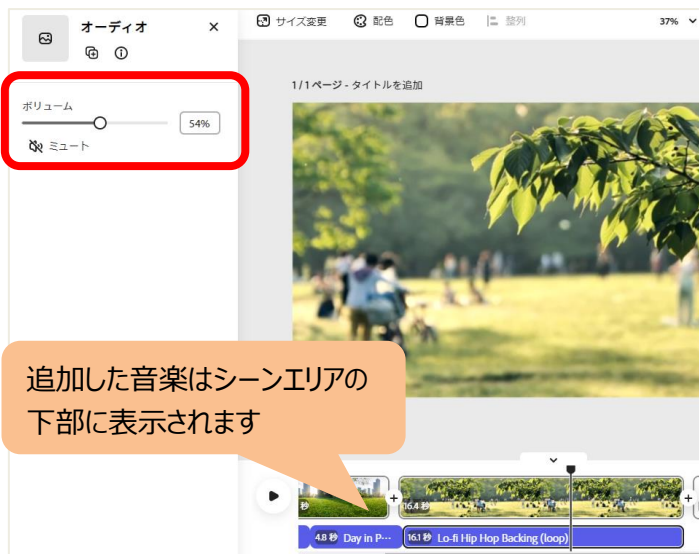 オーディオ
サイズ変更 配色 背景色 整列 37%
ボリューム
54%
ミュート
1/1ページ - タイトルを追加
追加した音楽はシーンエリアの
下部に表示されます
秒 16.4 秒
4.8 秒 Day in P… 16.1 秒 Lo-fi Hip Hop Backing (loop)